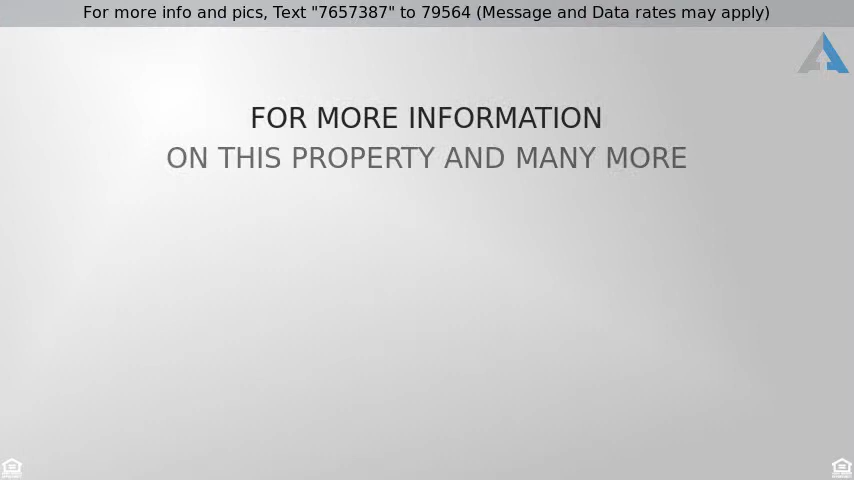 For more info and pics, Text "7657387" to 79564 (Message and Data rates may apply)
FOR MORE INFORMATION
ON THIS PROPERTY AND MANY MORE